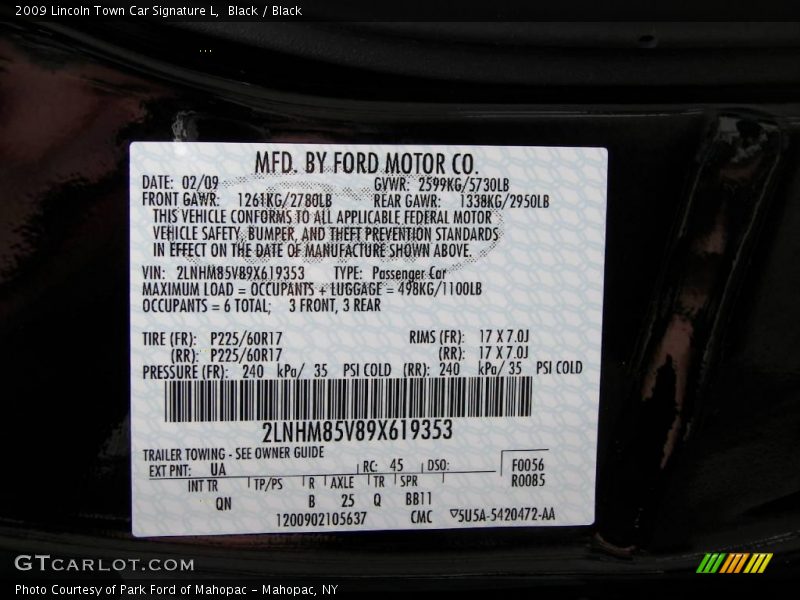 2009 Lincoln Town Car Signature L, Black / Black
MFD. BY FORD MOTOR CO.
DATE: 02/09 GVWR: 2599KG/5730LB
FRONT GAWR: 1261KG/2780LB REAR GAWR: 1338KG/2950LB
THIS VEHICLE CONFORMS TO ALL APPLICABLE FEDERAL MOTOR
VEHICLE SAFETY, BUMPER, AND THEFT PREVENTION STANDARDS
IN EFFECT ON THE DATE OF MANUFACTURE SHOWN ABOVE.
VIN: 2LNHM85V89X619353 TYPE: Passenger Car
MAXIMUM LOAD = OCCUPANTS + LUGGAGE = 498KG/1100LB
OCCUPANTS = 6 TOTAL; 3 FRONT, 3 REAR
TIRE (FR): P225/60R17 RIMS (FR): 17 X 7.0J
(RR): P225/60R17 (RR): 17 X 7.0J
PRESSURE (FR): 240 kPa/ 35 PSI COLD (RR): 240 kPa/ 35 PSI COLD
2LNHM85V89X619353
TRAILER TOWING - SEE OWNER GUIDE
EXT PNT: UA RC: 45 DSO: F0056
INT TR TP/PS R AXLE TR SPR R0085
QN B 25 Q BB11
1200902105637 CMC ▽5U5A-5420472-AA
GTCARLOT.COM
Photo Courtesy of Park Ford of Mahopac – Mahopac, NY